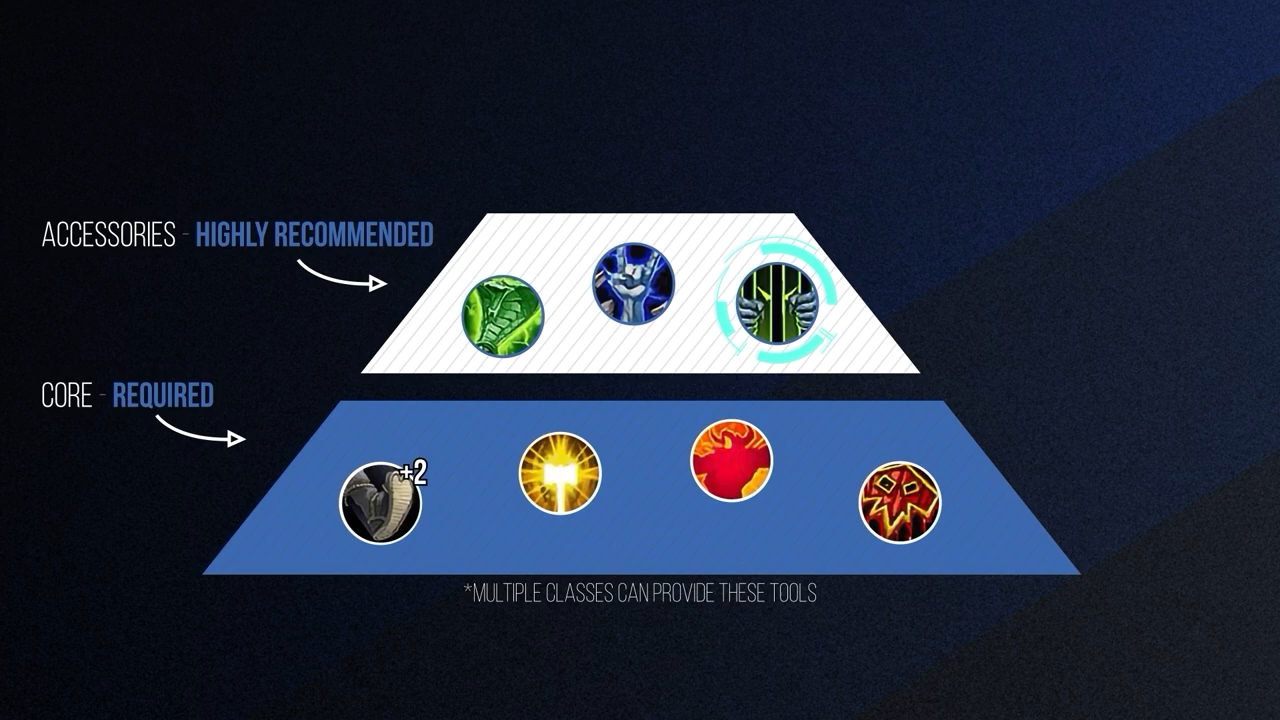 ACCESSORIES - HIGHLY RECOMMENDED
CORE - REQUIRED
+2
*MULTIPLE CLASSES CAN PROVIDE THESE TOOLS